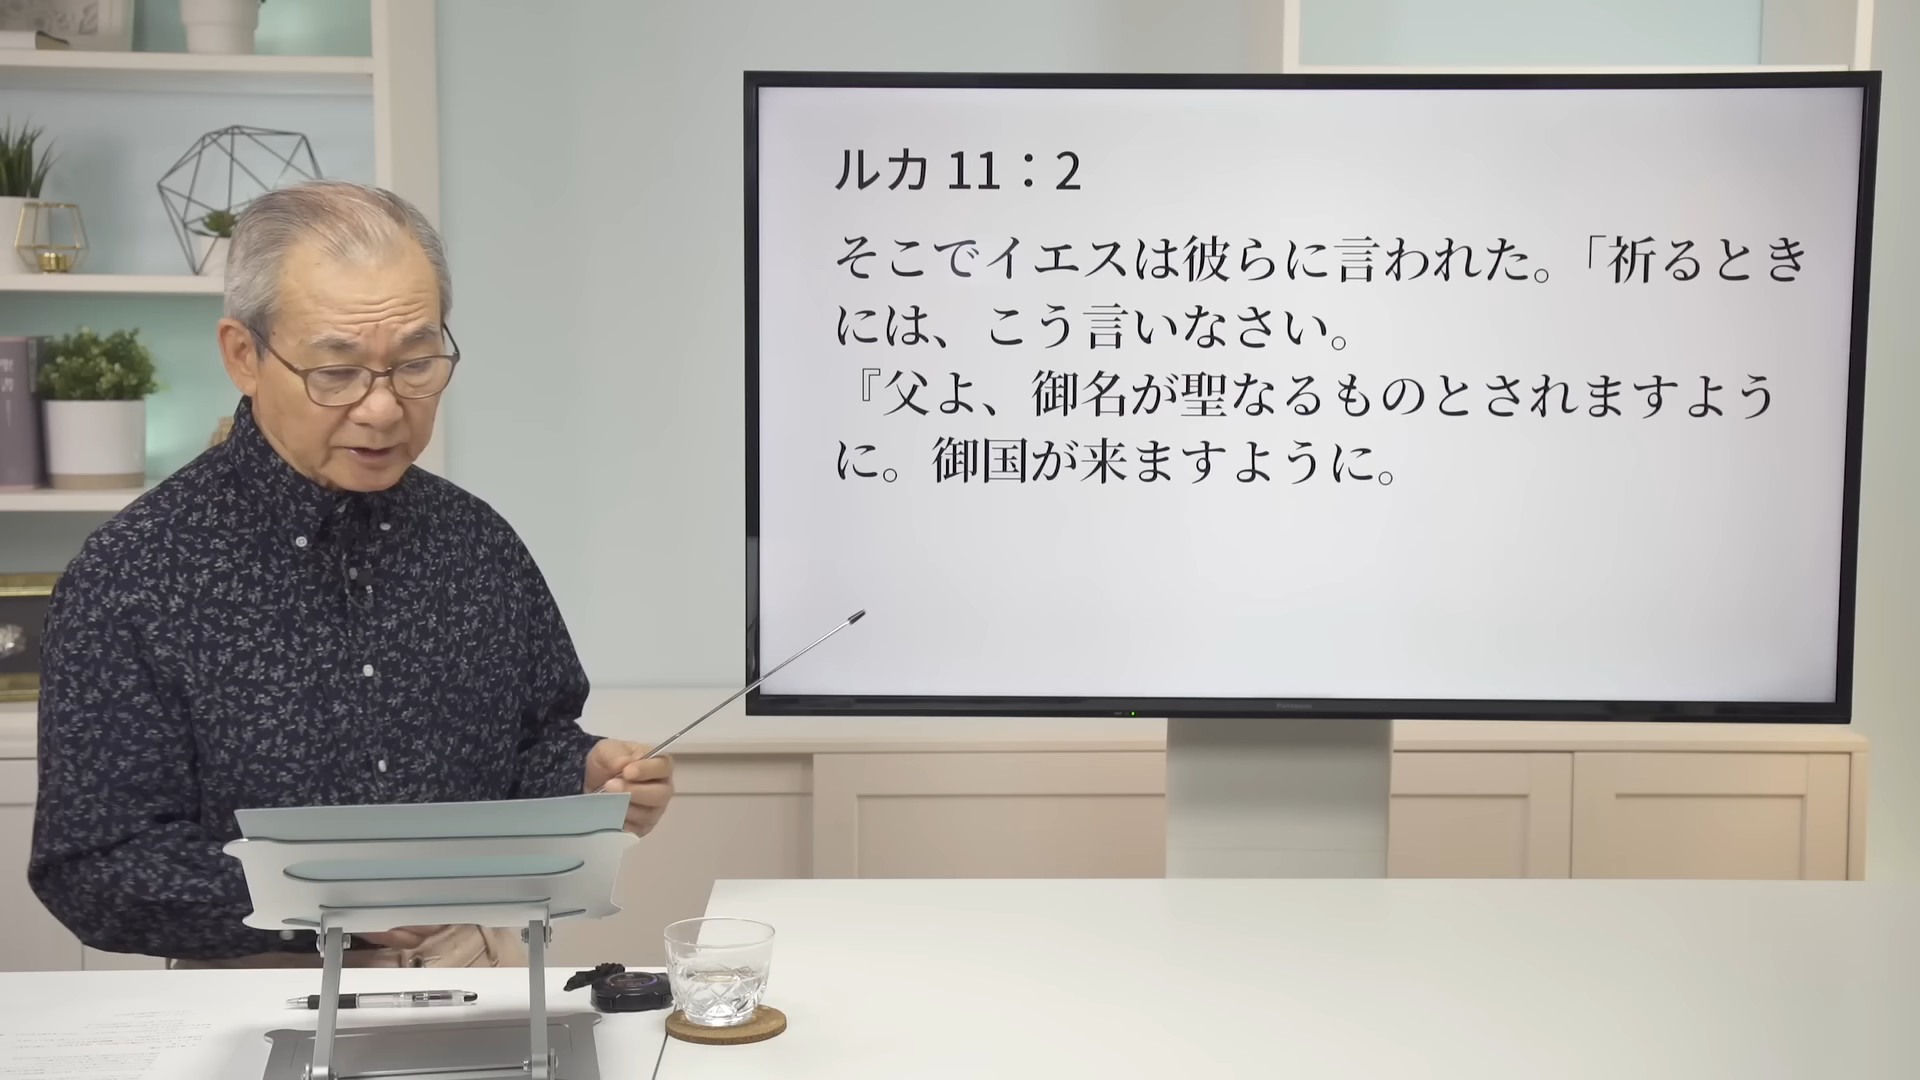 ルカ 11：2
そこでイエスは彼らに言われた。「祈るとき
には、こう言いなさい。
『父よ、御名が聖なるものとされますよう
に。御国が来ますように。
聖書
Panasonic